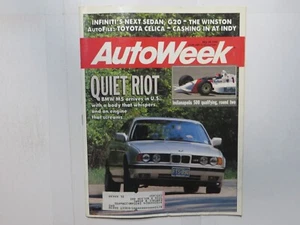 INFINITI'S NEXT SEDAN, G20 • THE WINSTON
AUTOFILE: TOYOTA CELICA • CASHING IN AT INDY
AutoWeek
QUIET RIOT
BMW M5 arrives in U.S.
with a body that whispers,
and an engine
that screams
Indianapolis 500 qualifying, round two